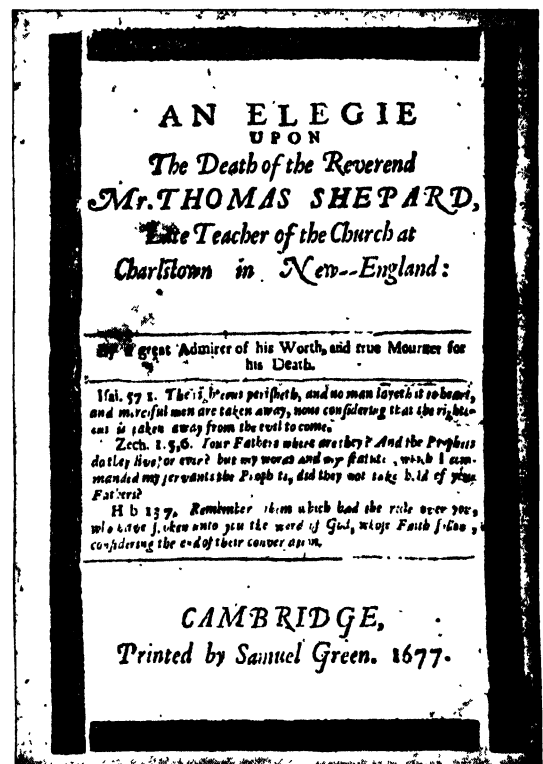 AN ELEGIE
UPON
The Death of the Reverend
Mr. THOMAS SHEPARD,
Late Teacher of the Church at
Charlstown in New--England:
By a great Admirer of his Worth, and true Mourner for
his Death.
Isai. 57 1. The righteous perisheth, and no man layeth it to heart,
and merciful men are taken away, none considering that the righte-
ous is taken away from the evil to come.
Zech. 1.5,6. Your Fathers where are they? And the Prophets
do they live for ever? but my words and my statutes, which I com-
manded my servants the Prophets, did they not take hold of your
Fathers?
Heb 13 7. Remember them which had the rule over you,
who have spoken unto you the word of God, whose Faith follow,
considering the end of their conversation.
CAMBRIDGE,
Printed by Samuel Green. 1677.